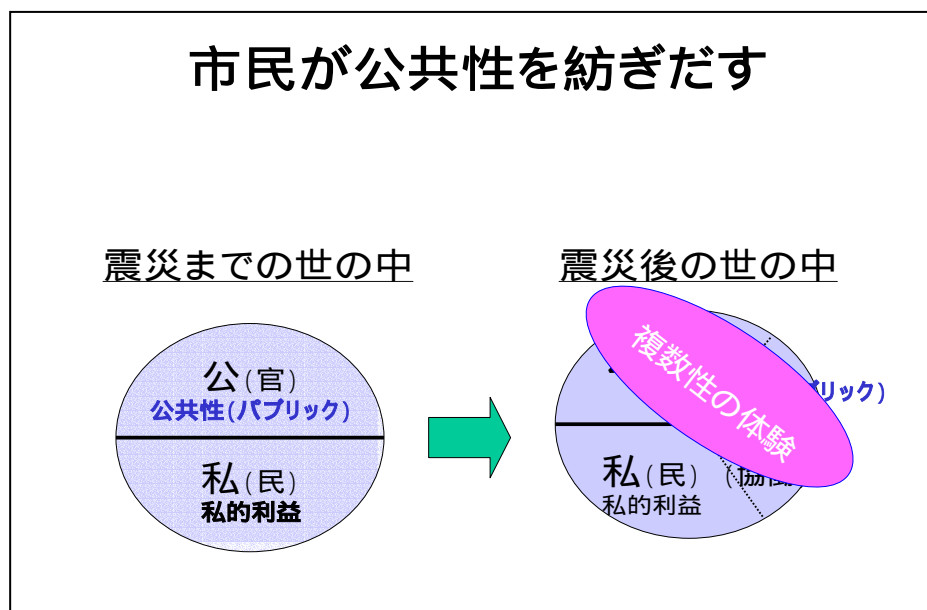 市民が公共性を紡ぎだす
震災までの世の中
震災後の世の中
公(官)
公共性(パブリック)
私(民)
私的利益
複数性の体験
ブリック)
私(民)
(協働
私的利益